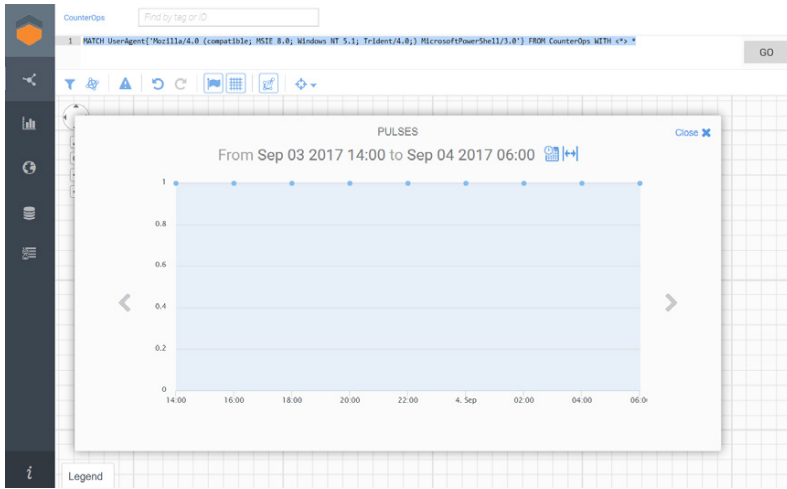 CounterOps
Find by tag or ID
1 MATCH UserAgent{'Mozilla/4.0 (compatible; MSIE 8.0; Windows NT 5.1; Trident/4.0;) MicrosoftPowerShell/3.0'} FROM CounterOps WITH <*> *
GO
PULSES
Close ✖
From Sep 03 2017 14:00 to Sep 04 2017 06:00
1
0.8
0.6
0.4
0.2
0
14:00 16:00 18:00 20:00 22:00 4. Sep 02:00 04:00 06:0
Legend